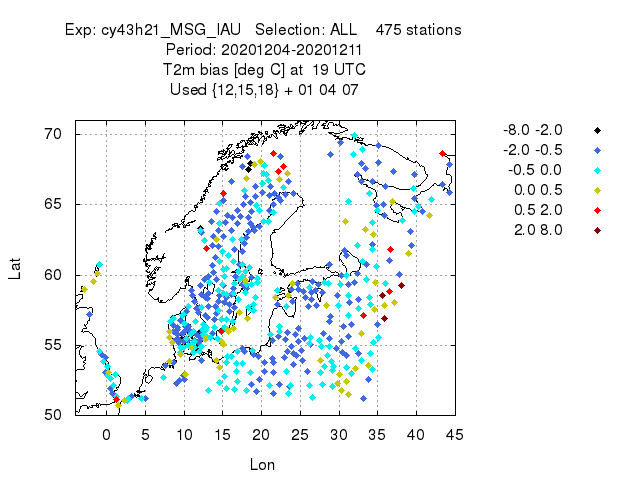 Exp: cy43h21_MSG_IAU Selection: ALL 475 stations
Period: 20201204-20201211
T2m bias [deg C] at 19 UTC
Used {12,15,18} + 01 04 07
70
65
60
55
50
Lat
0 5 10 15 20 25 30 35 40 45
Lon
-8.0 -2.0
-2.0 -0.5
-0.5 0.0
0.0 0.5
0.5 2.0
2.0 8.0